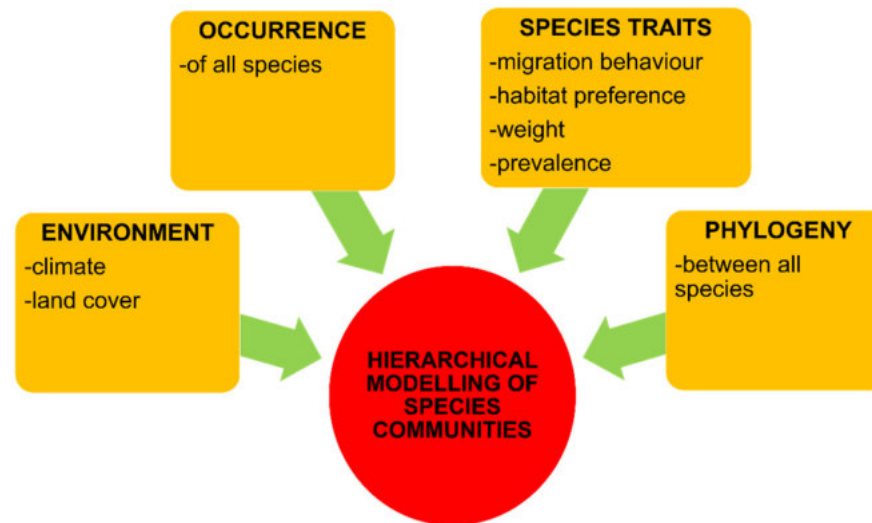 OCCURRENCE
-of all species
SPECIES TRAITS
-migration behaviour
-habitat preference
-weight
-prevalence
ENVIRONMENT
-climate
-land cover
PHYLOGENY
-between all
species
HIERARCHICAL
MODELLING OF
SPECIES
COMMUNITIES